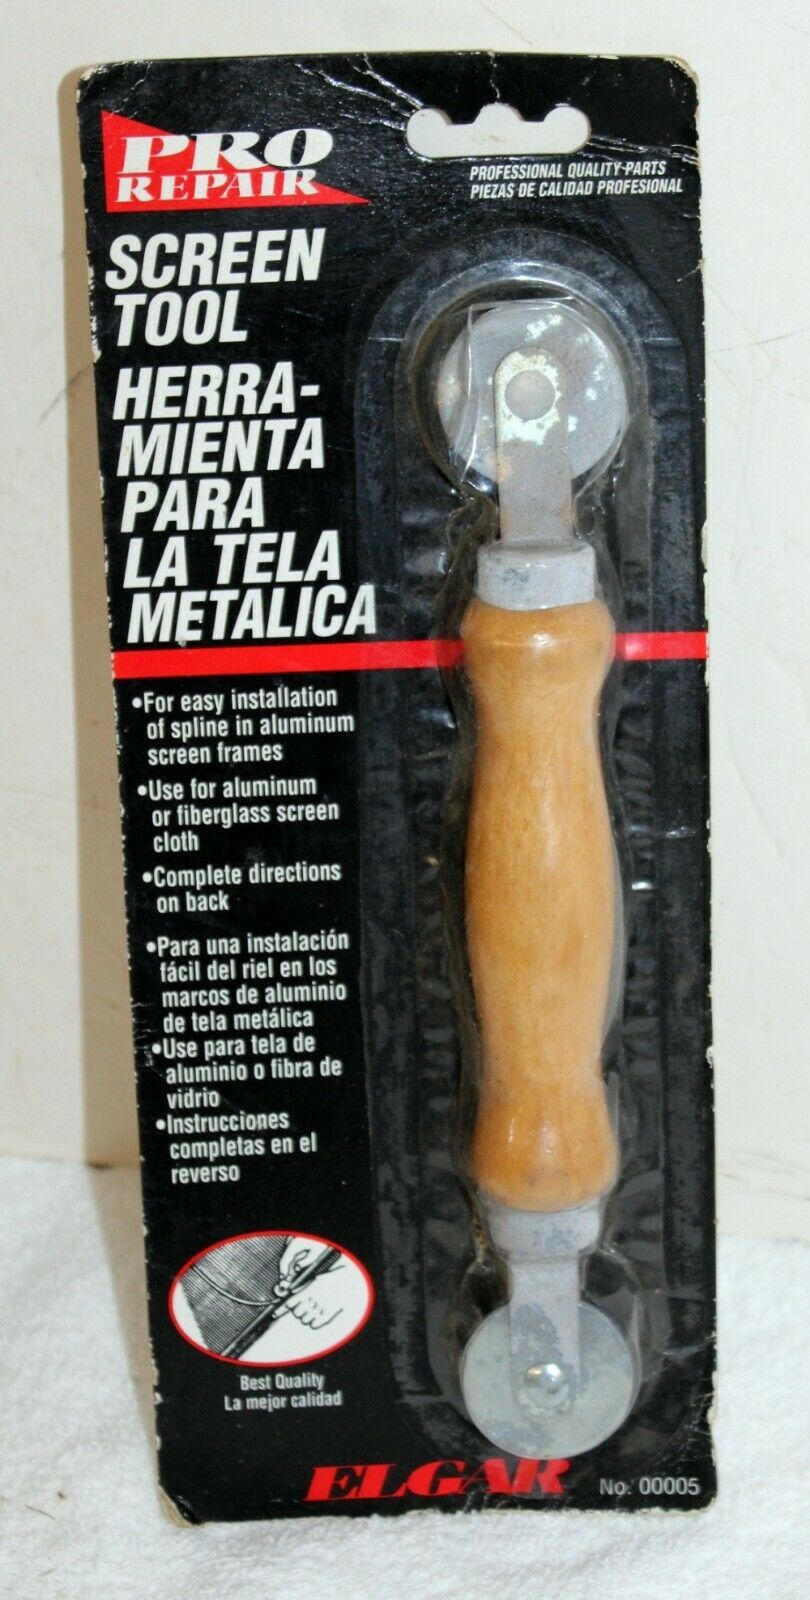 PRO
REPAIR
PROFESSIONAL QUALITY PARTS
PIEZAS DE CALIDAD PROFESIONAL
SCREEN
TOOL
HERRA-
MIENTA
PARA
LA TELA
METALICA
•For easy installation
of spline in aluminum
screen frames
•Use for aluminum
or fiberglass screen
cloth
•Complete directions
on back
•Para una instalación
fácil del riel en los
marcos de aluminio
de tela metálica
•Use para tela de
aluminio o fibra de
vidrio
•Instrucciones
completas en el
reverso
Best Quality
La mejor calidad
ELGAR
No. 00005